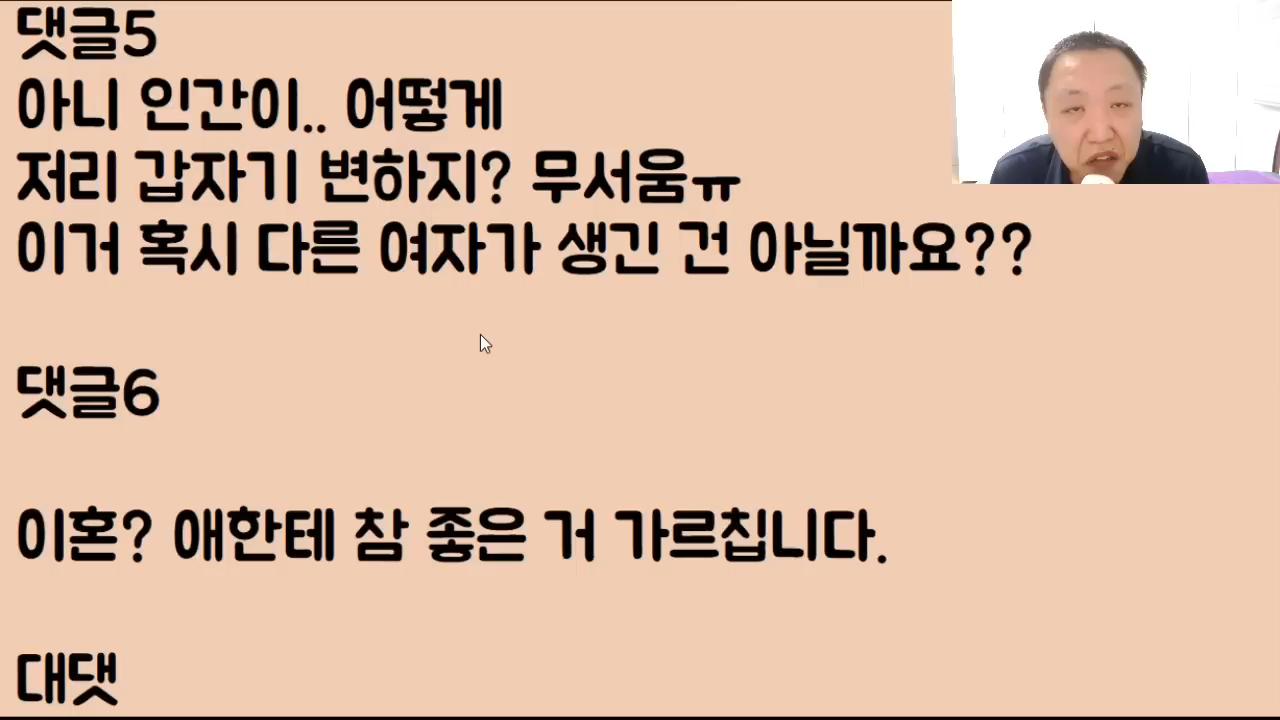 댓글5
아니 인간이.. 어떻게
저리 갑자기 변하지? 무서움ㅠ
이거 혹시 다른 여자가 생긴 건 아닐까요??
댓글6
이혼? 애한테 참 좋은 거 가르칩니다.
대댓